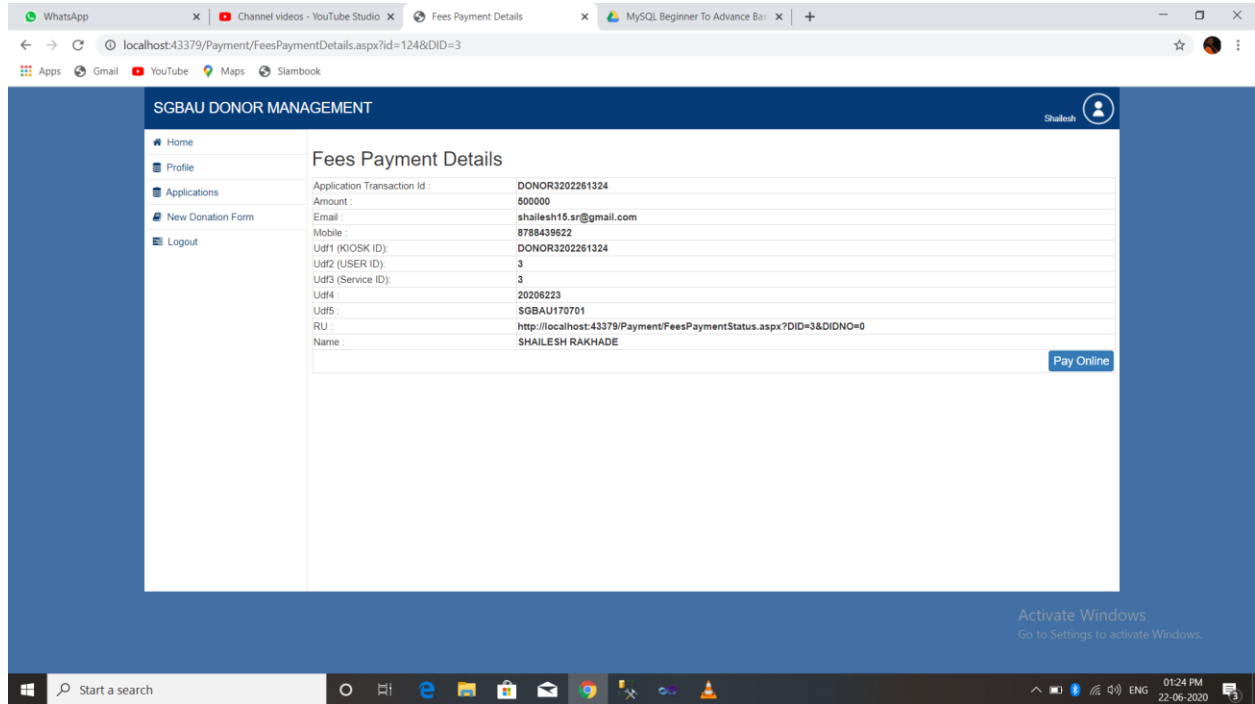 WhatsApp Channel videos - YouTube Studio Fees Payment Details MySQL Beginner To Advance Bas
localhost:43379/Payment/FeesPaymentDetails.aspx?id=124&DID=3
Apps Gmail YouTube Maps Slambook
SGBAU DONOR MANAGEMENT
Shailesh
Home
Profile
Applications
New Donation Form
Logout
Fees Payment Details
Application Transaction Id : DONOR3202261324
Amount : 500000
Email : shailesh15.sr@gmail.com
Mobile : 8788439622
Udf1 (KIOSK ID): DONOR3202261324
Udf2 (USER ID): 3
Udf3 (Service ID): 3
Udf4 : 20206223
Udf5 : SGBAU170701
RU : http://localhost:43379/Payment/FeesPaymentStatus.aspx?DID=3&DIDNO=0
Name : SHAILESH RAKHADE
Pay Online
Activate Windows
Go to Settings to activate Windows.
Start a search
ENG
01:24 PM
22-06-2020
3